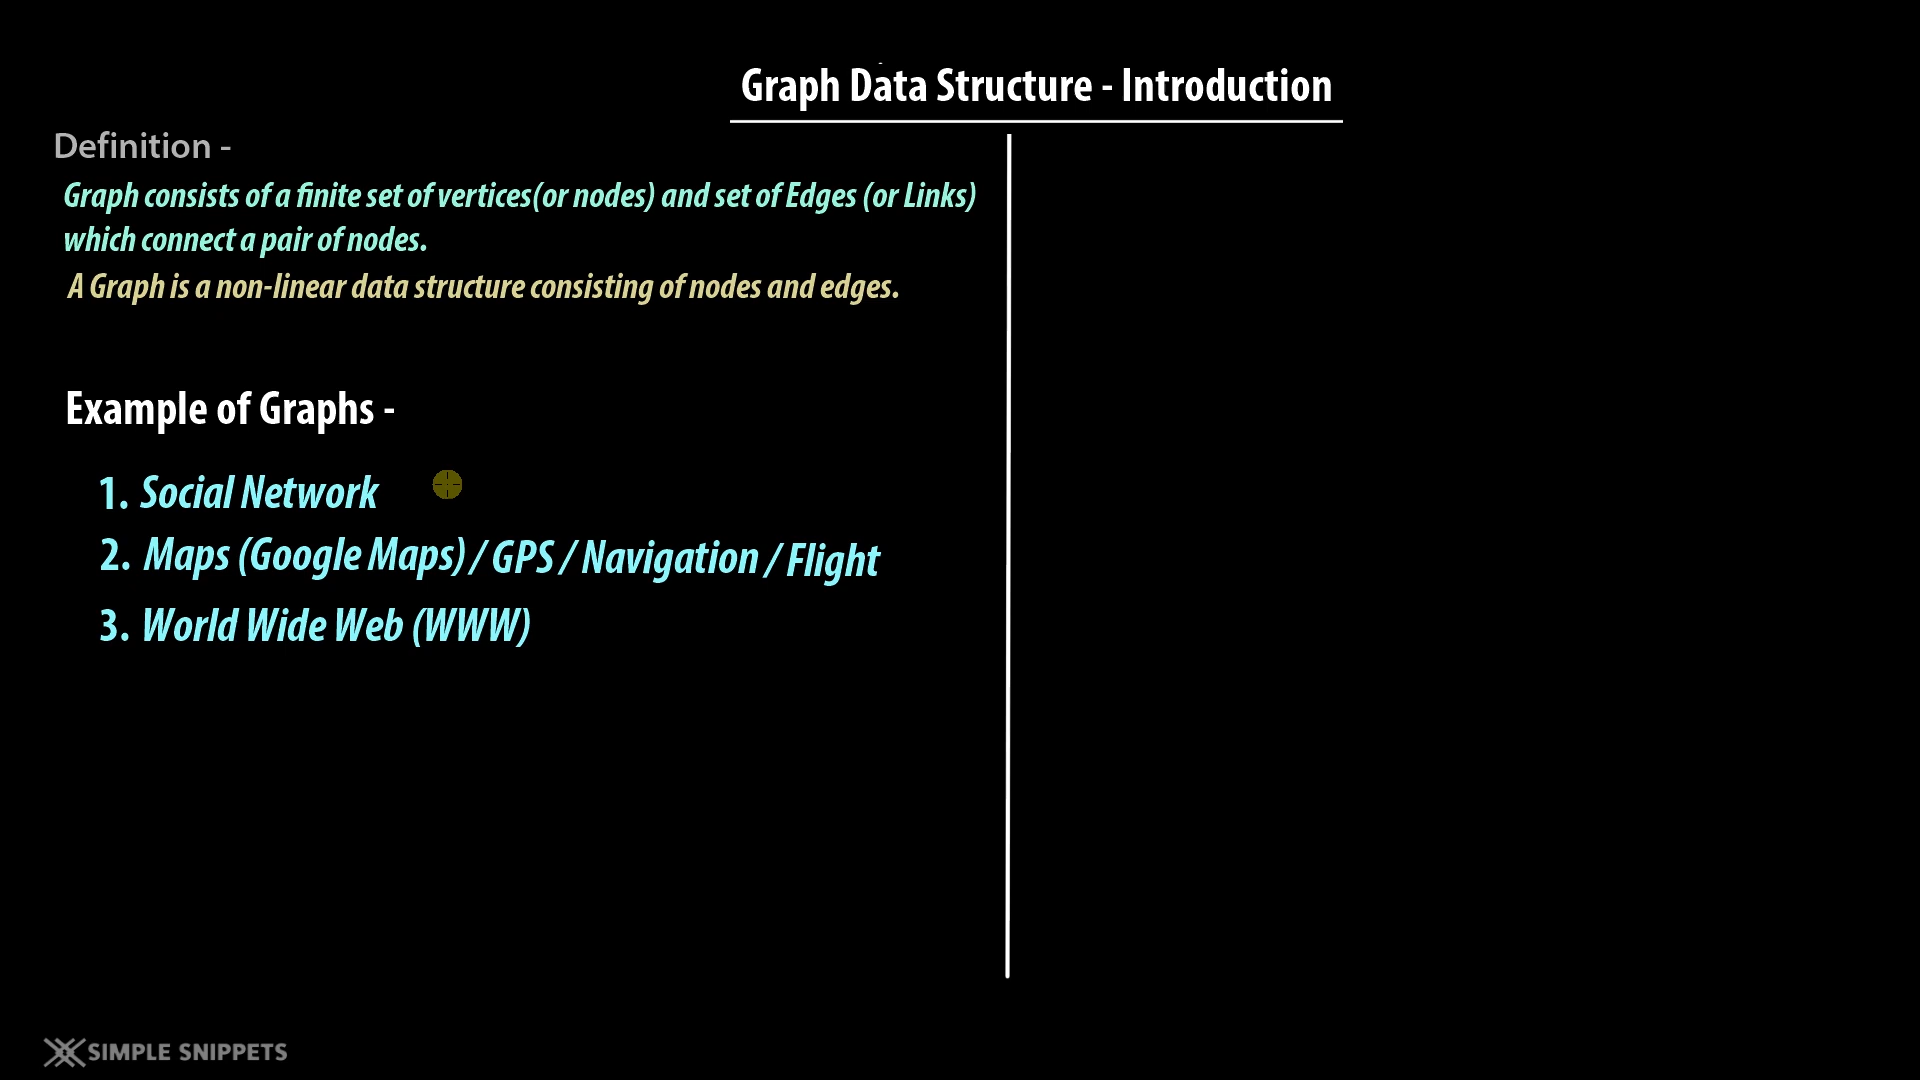 Graph Data Structure - Introduction
Definition -
Graph consists of a finite set of vertices(or nodes) and set of Edges (or Links)
which connect a pair of nodes.
A Graph is a non-linear data structure consisting of nodes and edges.
Example of Graphs -
1. Social Network
2. Maps (Google Maps) / GPS / Navigation / Flight
3. World Wide Web (WWW)
SIMPLE SNIPPETS